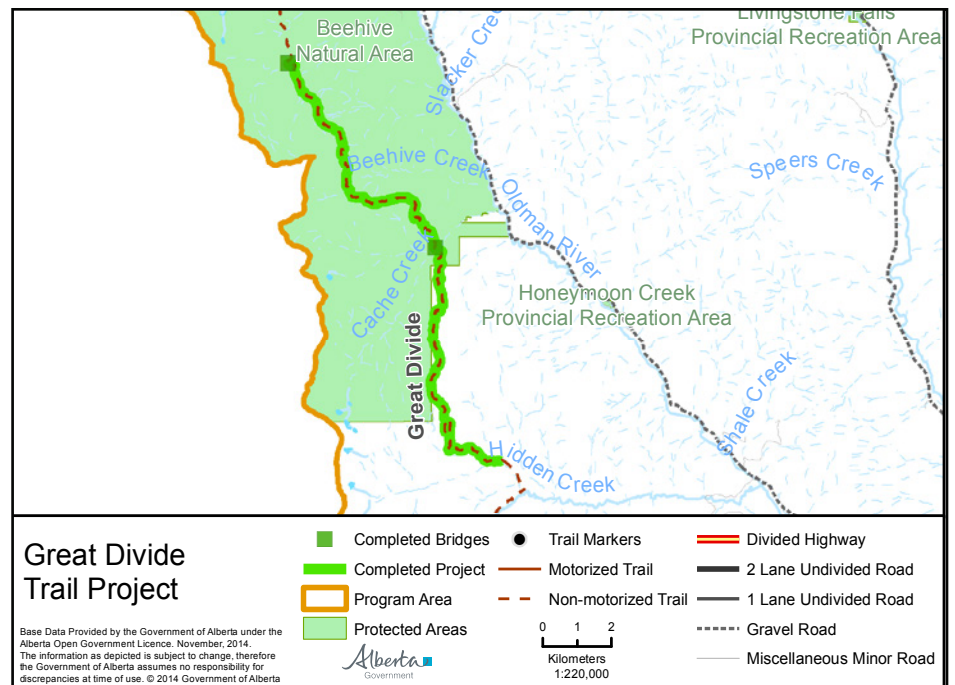 Livingstone Falls
Provincial Recreation Area
Beehive
Natural Area
Slacker Creek
Beehive Creek
Speers Creek
Oldman River
Cache Creek
Honeymoon Creek
Provincial Recreation Area
Great Divide
Shale Creek
Hidden Creek
Great Divide
Trail Project
Base Data Provided by the Government of Alberta under the
Alberta Open Government Licence. November, 2014.
The information as depicted is subject to change, therefore
the Government of Alberta assumes no responsibility for
discrepancies at time of use. © 2014 Government of Alberta
Completed Bridges
Completed Project
Program Area
Protected Areas
Alberta
Government
Trail Markers
Motorized Trail
Non-motorized Trail
0 1 2
Kilometers
1:220,000
Divided Highway
2 Lane Undivided Road
1 Lane Undivided Road
Gravel Road
Miscellaneous Minor Road